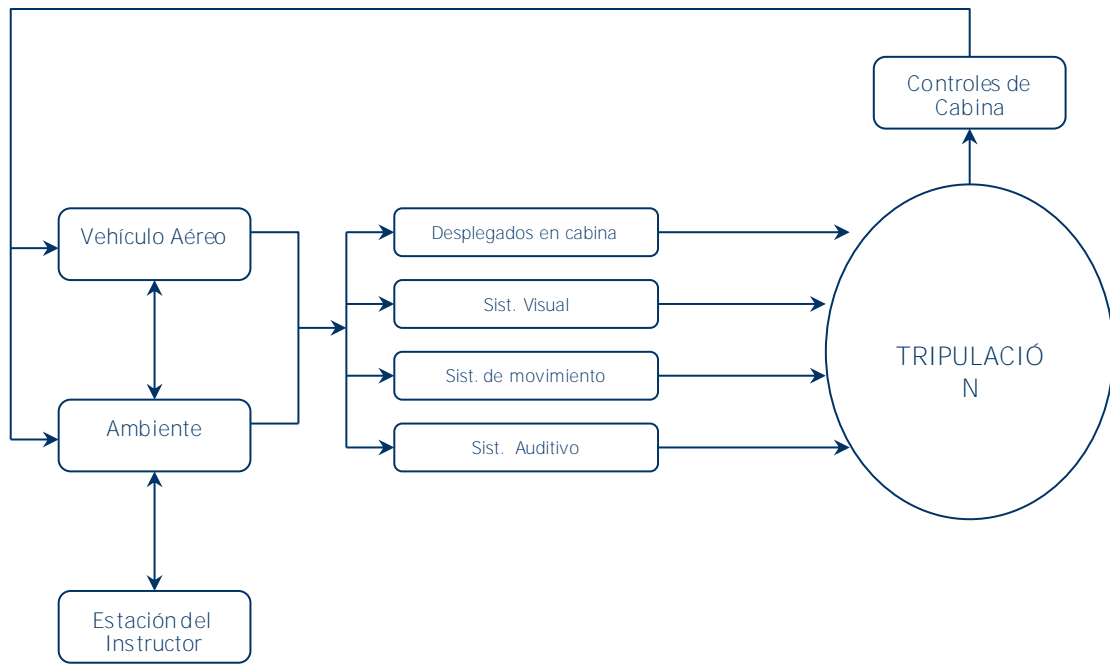 Controles de
Cabina
Vehículo Aéreo
Desplegados en cabina
Sist. Visual
Sist. de movimiento
Sist. Auditivo
TRIPULACIÓ
N
Ambiente
Estación del
Instructor